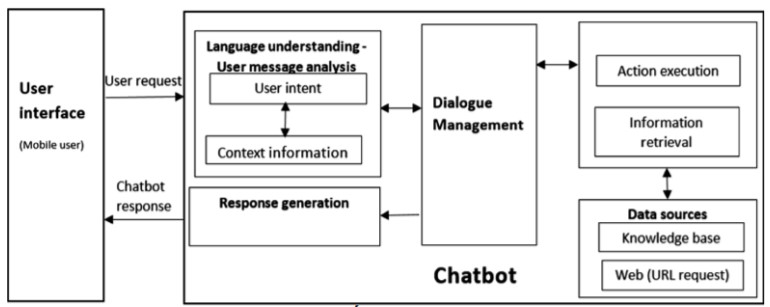 User
interface
(Mobile user)
User request
Chatbot
response
Language understanding -
User message analysis
User intent
Context information
Response generation
Dialogue
Management
Action execution
Information
retrieval
Data sources
Knowledge base
Web (URL request)
Chatbot